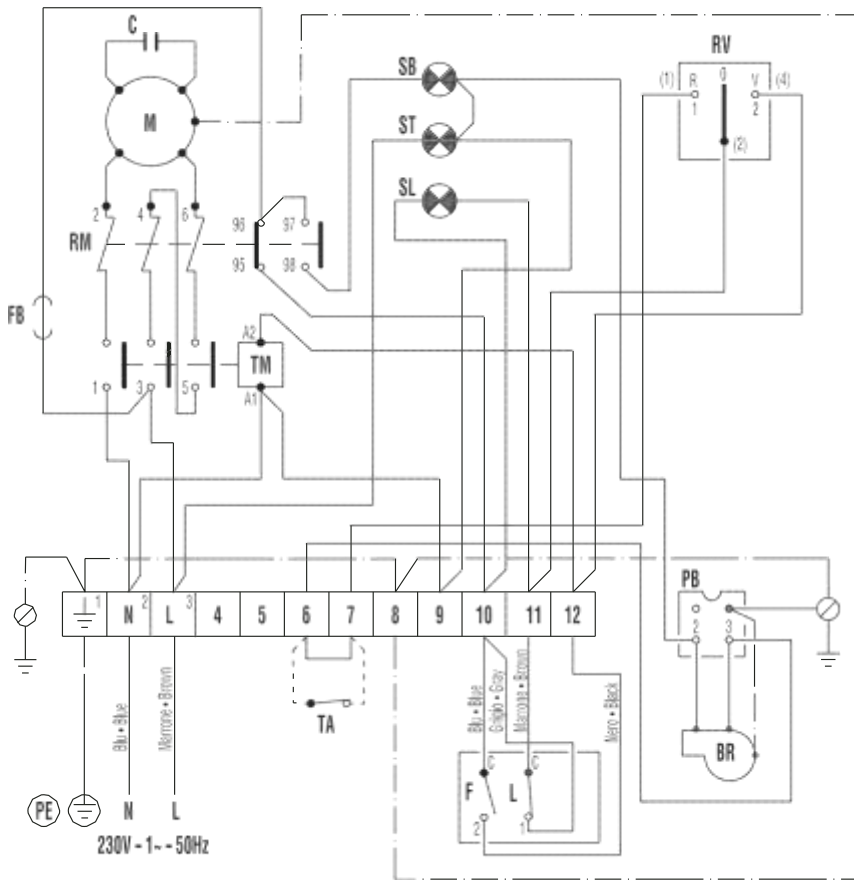 C
M
SB
ST
SL
RV
(1) R 0 V (4)
1 2
(2)
2 4 6
RM
96 97
95 98
FB
A2
TM
A1
1 3 5
1 N 2 L 3 4 5 6 7 8 9 10 11 12
PB
2 3
BR
Blu • Blue
Marrone • Brown
TA
Blu • Blue
Grigio • Gray
Marrone • Brown
Nero • Black
C C
F L
2 1
PE N L
230V - 1~ - 50Hz